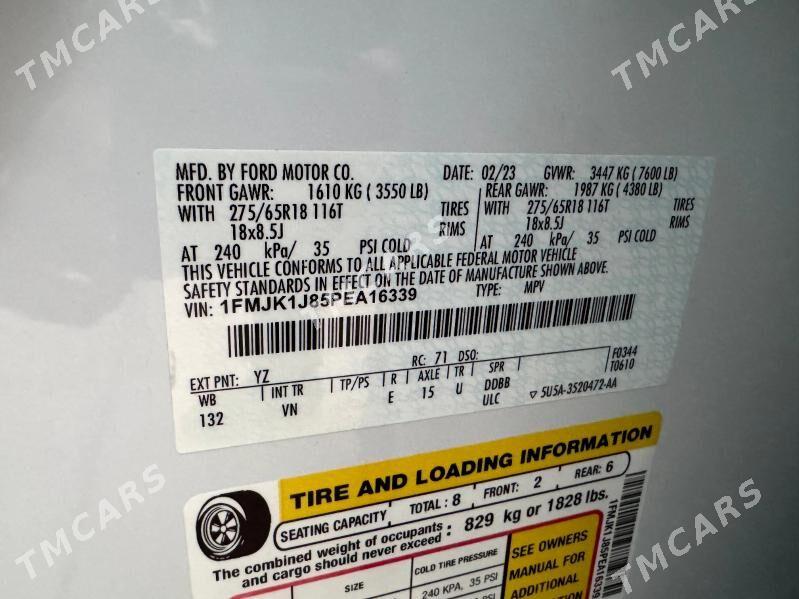 TMCARS
TMCARS
MFD. BY FORD MOTOR CO. DATE: 02/23 GVWR: 3447 KG (7600 LB)
FRONT GAWR: 1610 KG (3550 LB) REAR GAWR: 1987 KG (4380 LB)
WITH 275/65R18 116T TIRES WITH 275/65R18 116T TIRES
18x8.5J RIMS 18x8.5J RIMS
AT 240 kPa/ 35 PSI COLD AT 240 kPa/ 35 PSI COLD
THIS VEHICLE CONFORMS TO ALL APPLICABLE FEDERAL MOTOR VEHICLE
SAFETY STANDARDS IN EFFECT ON THE DATE OF MANUFACTURE SHOWN ABOVE.
VIN: 1FMJK1J85PEA16339 TYPE: MPV
TMCARS
EXT PNT: YZ RC: 71 DSO: F0344
T0610
WB INT TR TP/PS R AXLE TR SPR
132 VN E 15 U DDBB
ULC ▽ 5U5A-3520472-AA
TIRE AND LOADING INFORMATION
SEATING CAPACITY TOTAL: 8 FRONT: 2 REAR: 6
The combined weight of occupants and cargo should never exceed: 829 kg or 1828 lbs.
SIZE COLD TIRE PRESSURE
240 KPA, 35 PSI
SEE OWNERS
MANUAL FOR
ADDITIONAL
1FMJK1J85PEA16339
TMCARS
TMCARS